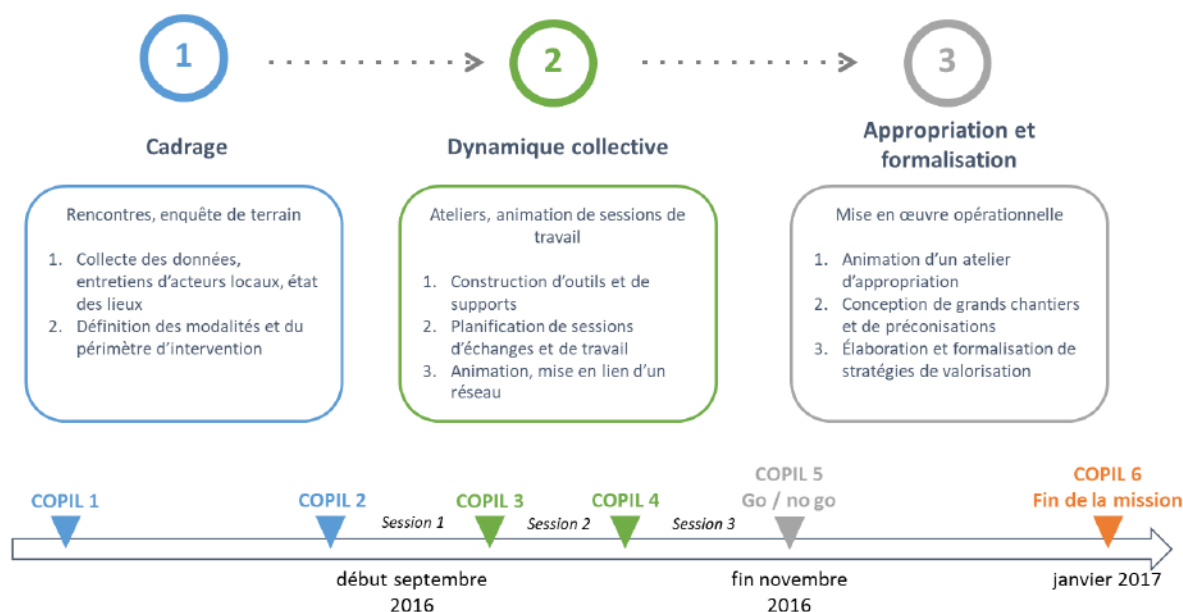 1
2
3
Cadrage
Dynamique collective
Appropriation et
formalisation
Rencontres, enquête de terrain
1. Collecte des données,
entretiens d'acteurs locaux, état
des lieux
2. Définition des modalités et du
périmètre d'intervention
Ateliers, animation de sessions de
travail
1. Construction d'outils et de
supports
2. Planification de sessions
d'échanges et de travail
3. Animation, mise en lien d'un
réseau
Mise en œuvre opérationnelle
1. Animation d'un atelier
d'appropriation
2. Conception de grands chantiers
et de préconisations
3. Élaboration et formalisation de
stratégies de valorisation
COPIL 1
COPIL 2
Session 1
COPIL 3
Session 2
COPIL 4
Session 3
COPIL 5
Go / no go
COPIL 6
Fin de la mission
début septembre
2016
fin novembre
2016
janvier 2017